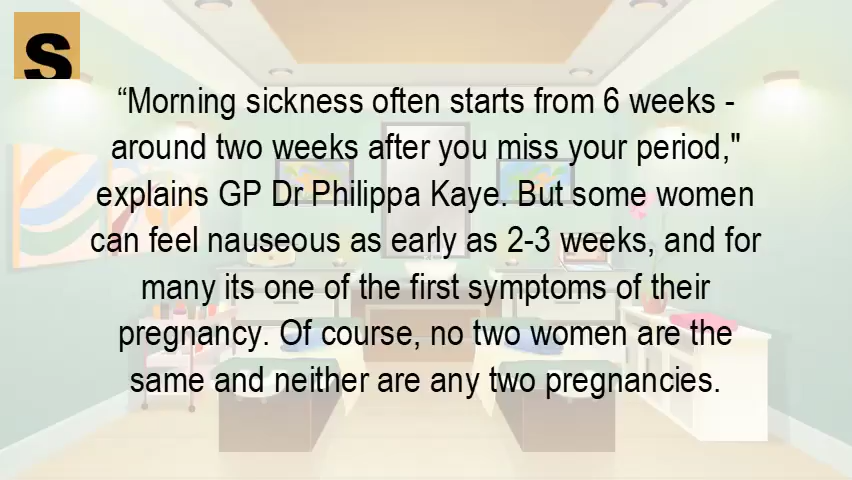 S
“Morning sickness often starts from 6 weeks -
around two weeks after you miss your period,"
explains GP Dr Philippa Kaye. But some women
can feel nauseous as early as 2-3 weeks, and for
many its one of the first symptoms of their
pregnancy. Of course, no two women are the
same and neither are any two pregnancies.